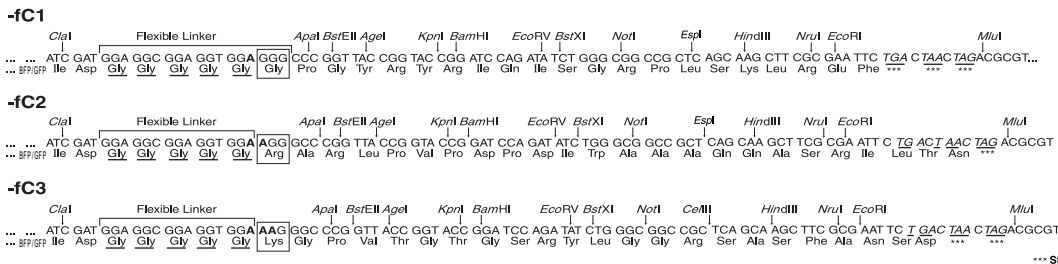 -fC1
ClaI Flexible Linker ApaI BstEII AgeI KpnI BamHI EcoRV BstXI NotI EspI HindIII NruI EcoRI MluI
... ... ATC GAT GGA GGC GGA GGT GGA GGG CCC GGT TAC CGG TAC CGG ATC CAG ATA TCT GGG CGG CCG CTC AGC AAG CTT CGC GAA TTC TGA CTAA CTAG ACGCGT...
... BFP/GFP Ile Asp Gly Gly Gly Gly Gly Gly Pro Gly Tyr Arg Tyr Arg Ile Gln Ile Ser Gly Arg Pro Leu Ser Lys Leu Arg Glu Phe *** *** ***
-fC2
ClaI Flexible Linker ApaI BstEII AgeI KpnI BamHI EcoRV BstXI NotI EspI HindIII NruI EcoRI MluI
... ... ATC GAT GGA GGC GGA GGT GGA AGG GCC CGG TTA CCG GTA CCG GAT CCA GAT ATC TGG GCG GCC GCT CAG CAA GCT TCG CGA ATT CTG ACT AAC TAG ACGCGT
... BFP/GFP Ile Asp Gly Gly Gly Gly Gly Arg Ala Arg Leu Pro Val Pro Asp Pro Asp Ile Trp Ala Ala Ala Gln Gln Ala Ser Arg Ile Leu Thr Asn ***
-fC3
ClaI Flexible Linker ApaI BstEII AgeI KpnI BamHI EcoRV BstXI NotI CelIII HindIII NruI EcoRI MluI
... ... ATC GAT GGA GGC GGA GGT GGA AAG GGC CCG GTT ACC GGT ACC GGA TCC AGA TAT CTG GGC GGC CGC TCA GCA AGC TTC GCG AAT TCT GAC TAA CTAG ACGCGT
... BFP/GFP Ile Asp Gly Gly Gly Gly Gly Lys Gly Pro Val Thr Gly Thr Gly Ser Arg Tyr Leu Gly Gly Arg Ser Ala Ser Phe Ala Asn Ser Asp *** ***